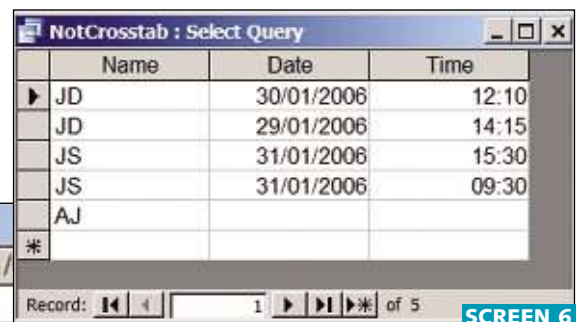 NotCrosstab : Select Query
Name Date Time
JD 30/01/2006 12:10
JD 29/01/2006 14:15
JS 31/01/2006 15:30
JS 31/01/2006 09:30
AJ
Record: 1 of 5
SCREEN 6